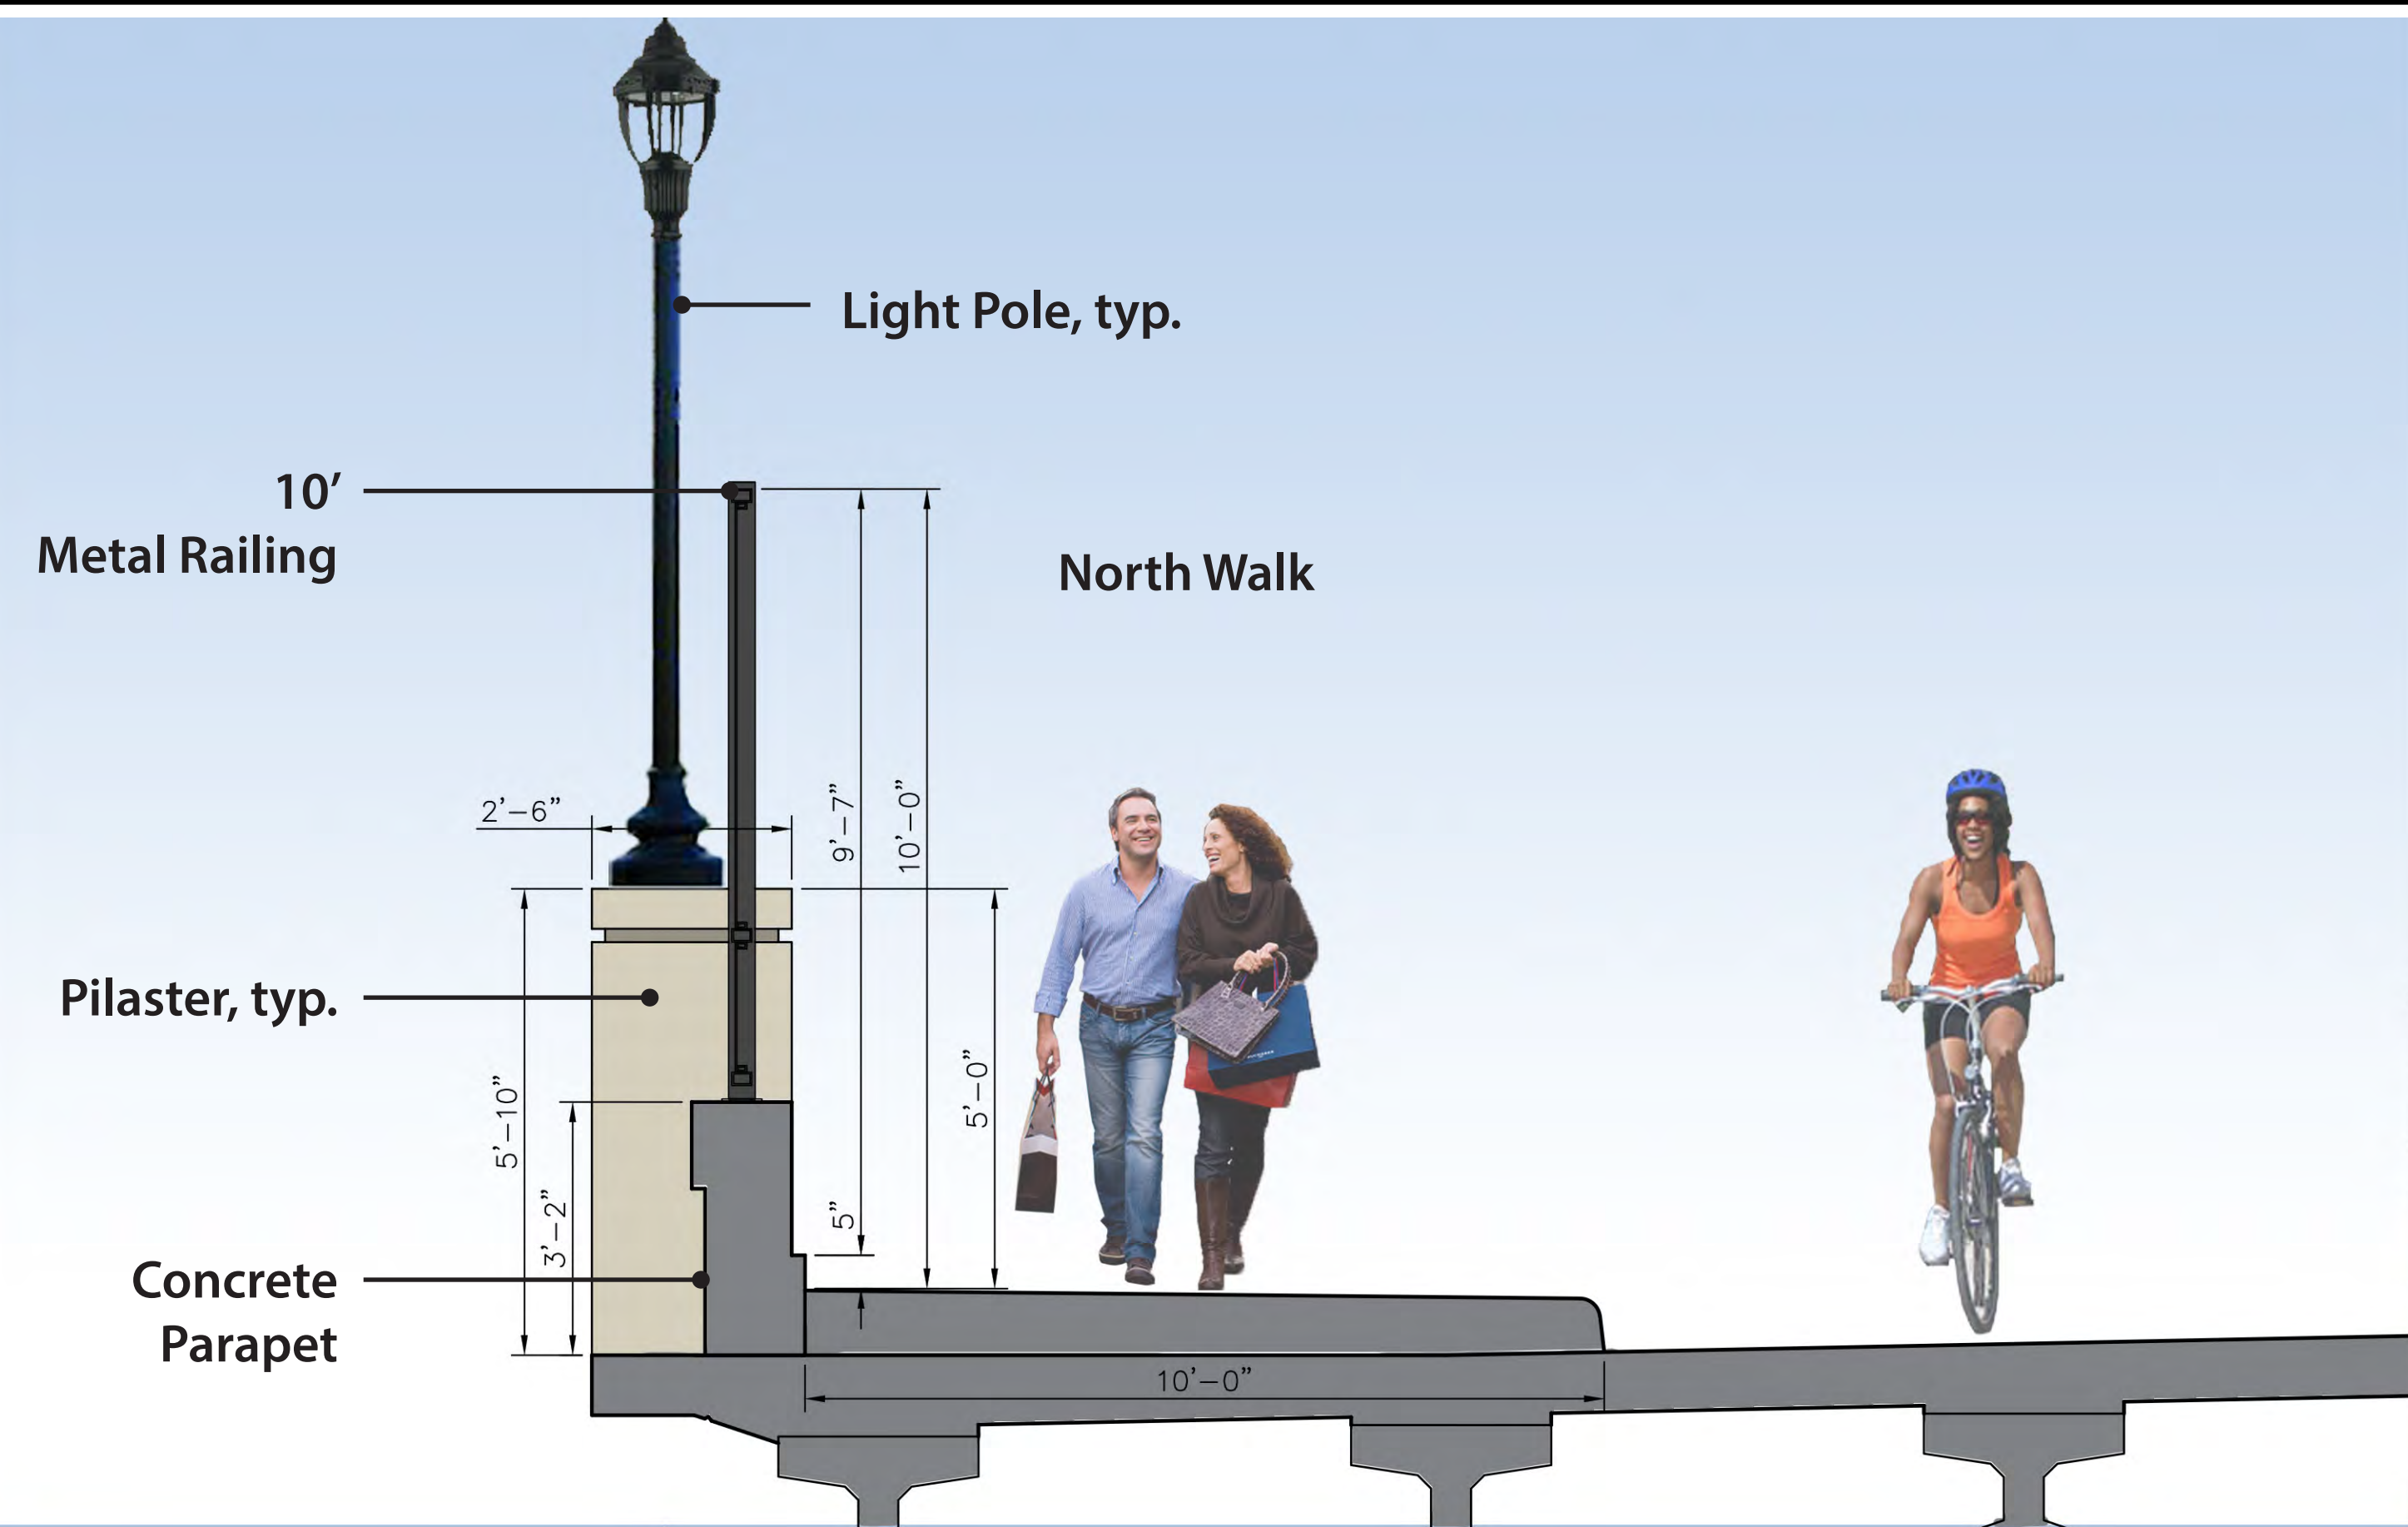 Light Pole, typ.
10’
Metal Railing
North Walk
2’–6”
9’–7”
10’–0”
Pilaster, typ.
5’–10”
5’–0”
3’–2”
5”
Concrete
Parapet
10’–0”